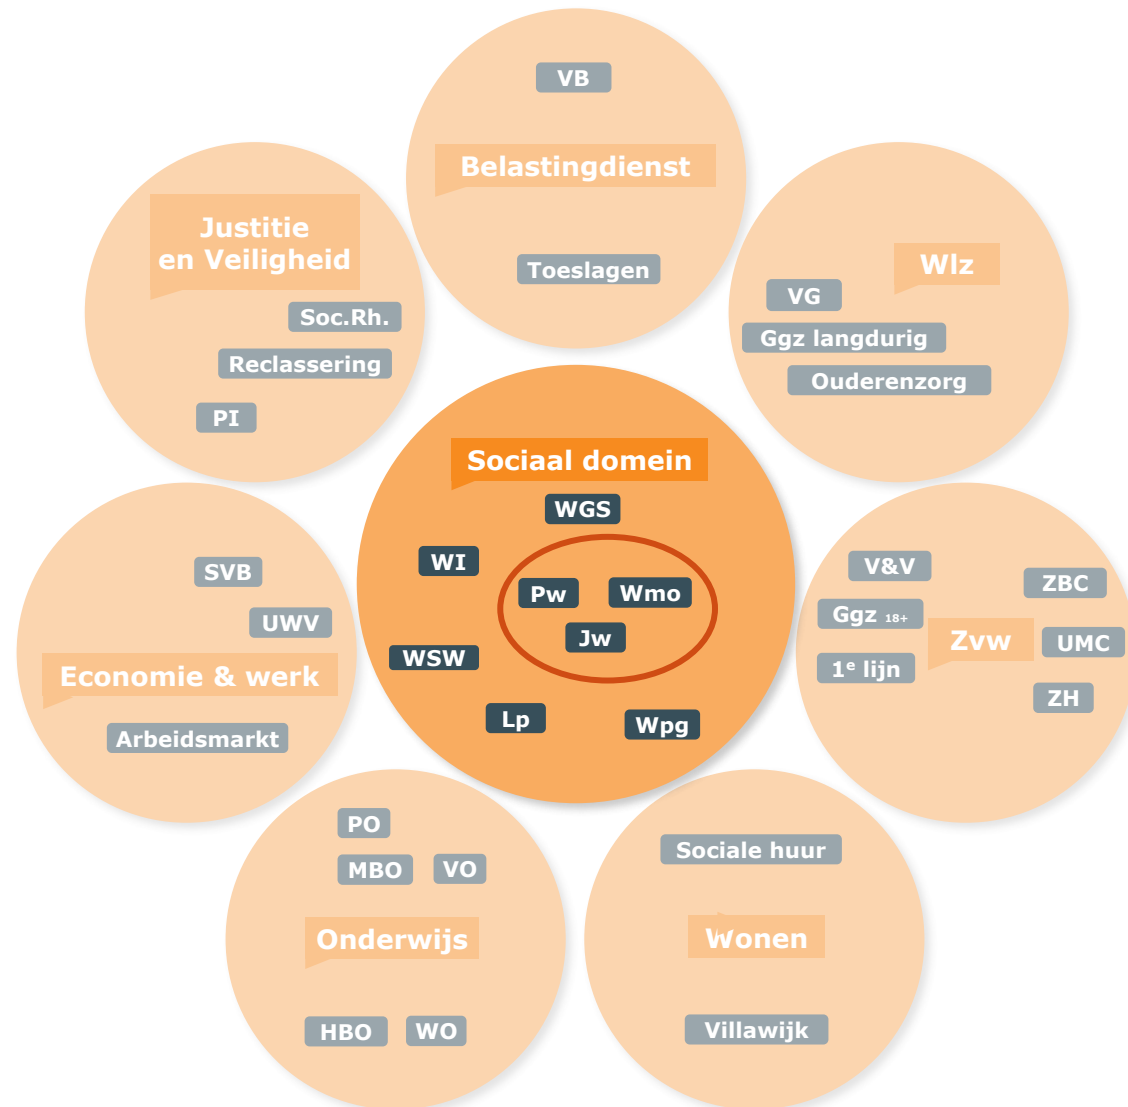 VB
Belastingdienst
Toeslagen
Justitie
en Veiligheid
Soc.Rh.
Reclassering
PI
Wlz
VG
Ggz langdurig
Ouderenzorg
Sociaal domein
WGS
WI
Pw
Wmo
Jw
WSW
Lp
Wpg
SVB
UWV
Economie & werk
Arbeidsmarkt
V&V
ZBC
Ggz 18+
Zvw
UMC
1e lijn
ZH
PO
MBO
VO
Onderwijs
HBO
WO
Sociale huur
Wonen
Villawijk